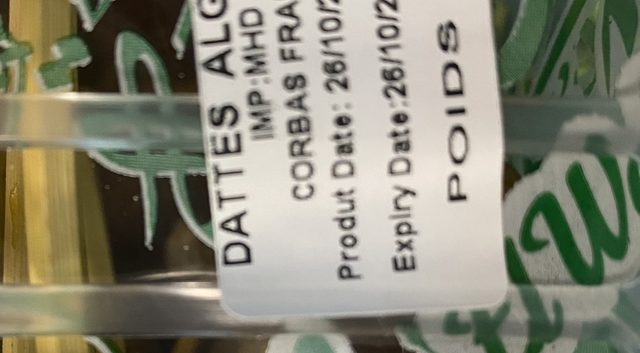 DATTES ALG
IMP:MHD
CORBAS FRA
Produt Date: 26/10/2
Expiry Date:26/10/2
POIDS